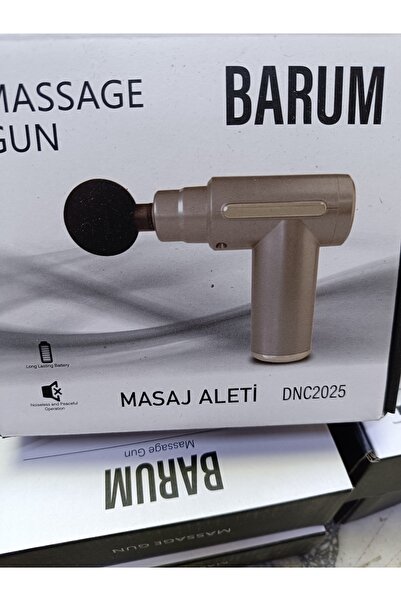 MASSAGE
GUN
BARUM
Long Lasting Battery
Noiseless and Peaceful
Operation
MASAJ ALETİ DNC2025
BARUM
Massage Gun
MASSAGE GUN